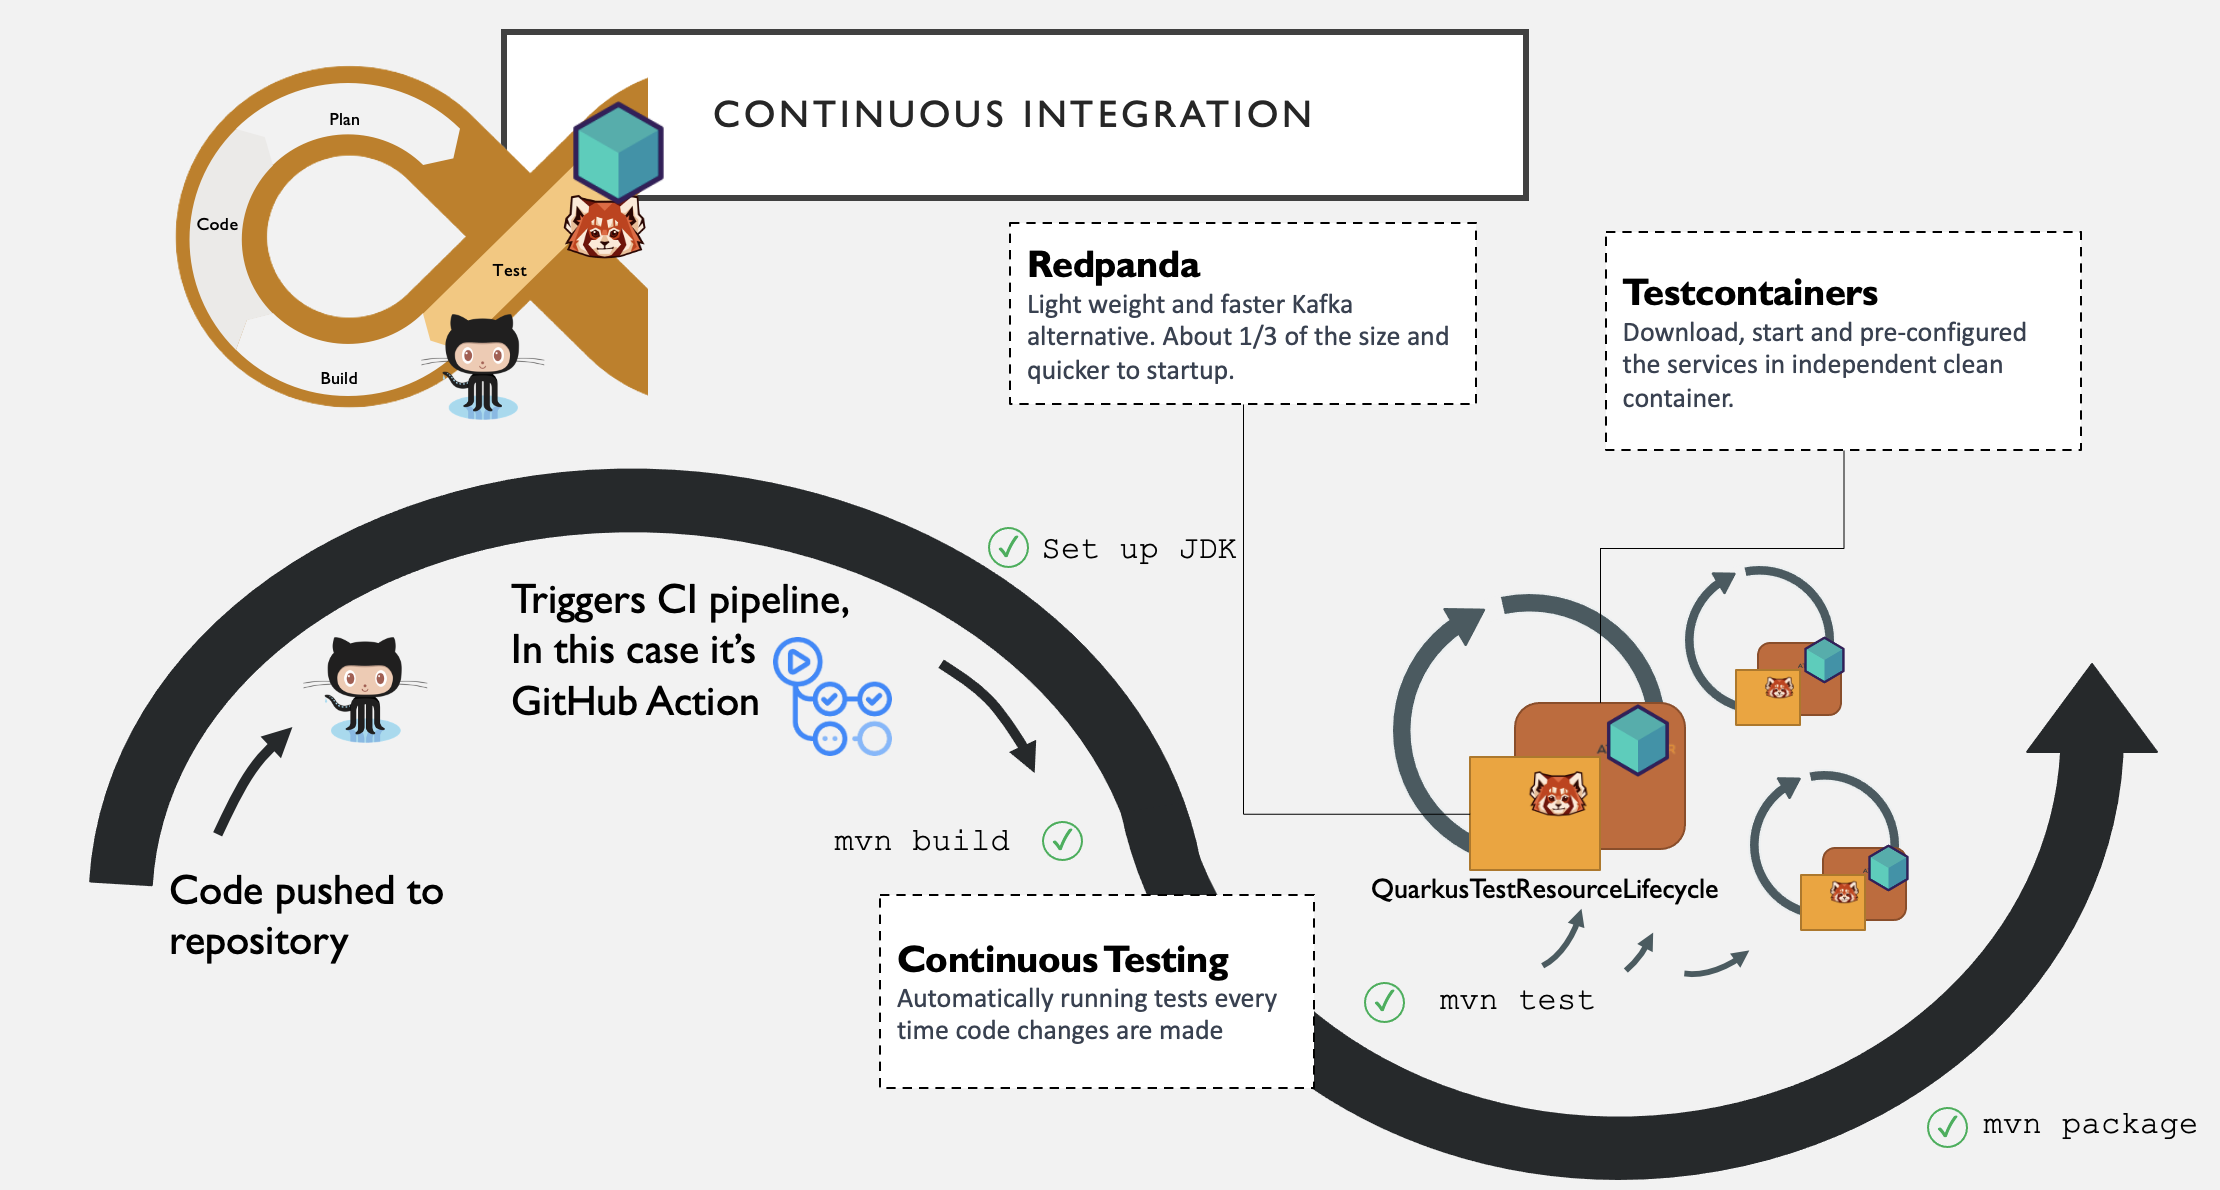 CONTINUOUS INTEGRATION
Plan
Code
Test
Build
Redpanda
Light weight and faster Kafka
alternative. About 1/3 of the size and
quicker to startup.
Testcontainers
Download, start and pre-configured
the services in independent clean
container.
Set up JDK
Triggers CI pipeline,
In this case it’s
GitHub Action
mvn build
Code pushed to
repository
QuarkusTestResourceLifecycle
Continuous Testing
Automatically running tests every
time code changes are made
mvn test
mvn package